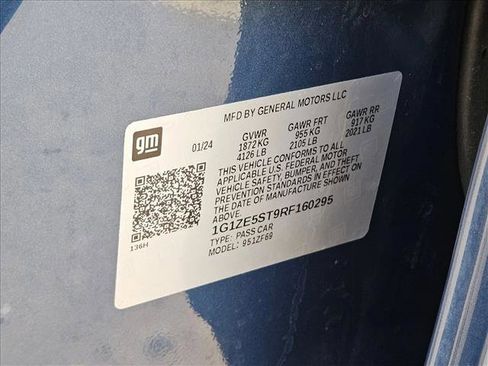 MFD BY GENERAL MOTORS LLC
gm
01/24
GVWR GAWR FRT GAWR RR
1872 KG 955 KG 917 KG
4126 LB 2105 LB 2021 LB
THIS VEHICLE CONFORMS TO ALL
APPLICABLE U.S. FEDERAL MOTOR
VEHICLE SAFETY, BUMPER, AND THEFT
PREVENTION STANDARDS IN EFFECT ON
THE DATE OF MANUFACTURE SHOWN
ABOVE.
1G1ZE5ST9RF160295
TYPE: PASS CAR
MODEL: 951ZF69
136H